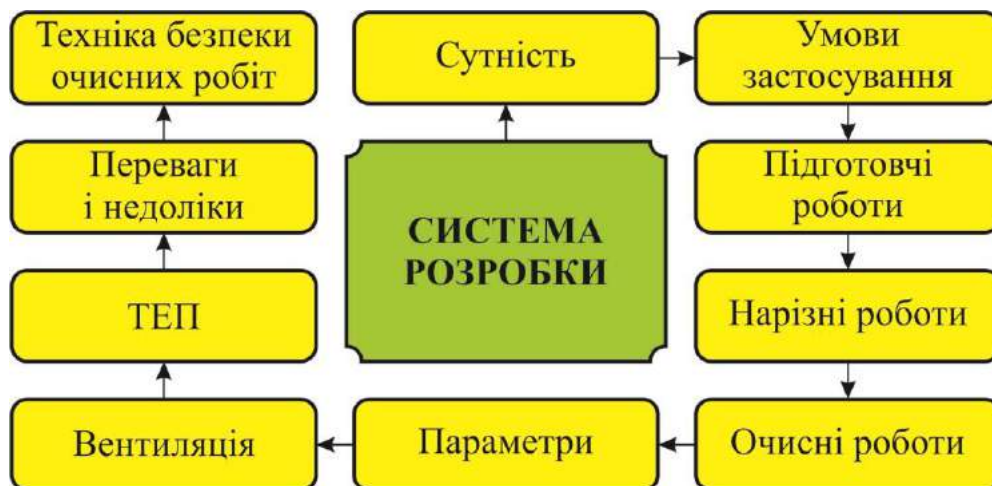 Техніка безпеки
очисних робіт
Сутність
Умови
застосування
Переваги
і недоліки
СИСТЕМА
РОЗРОБКИ
Підготовчі
роботи
ТЕП
Нарізні роботи
Вентиляція
Параметри
Очисні роботи